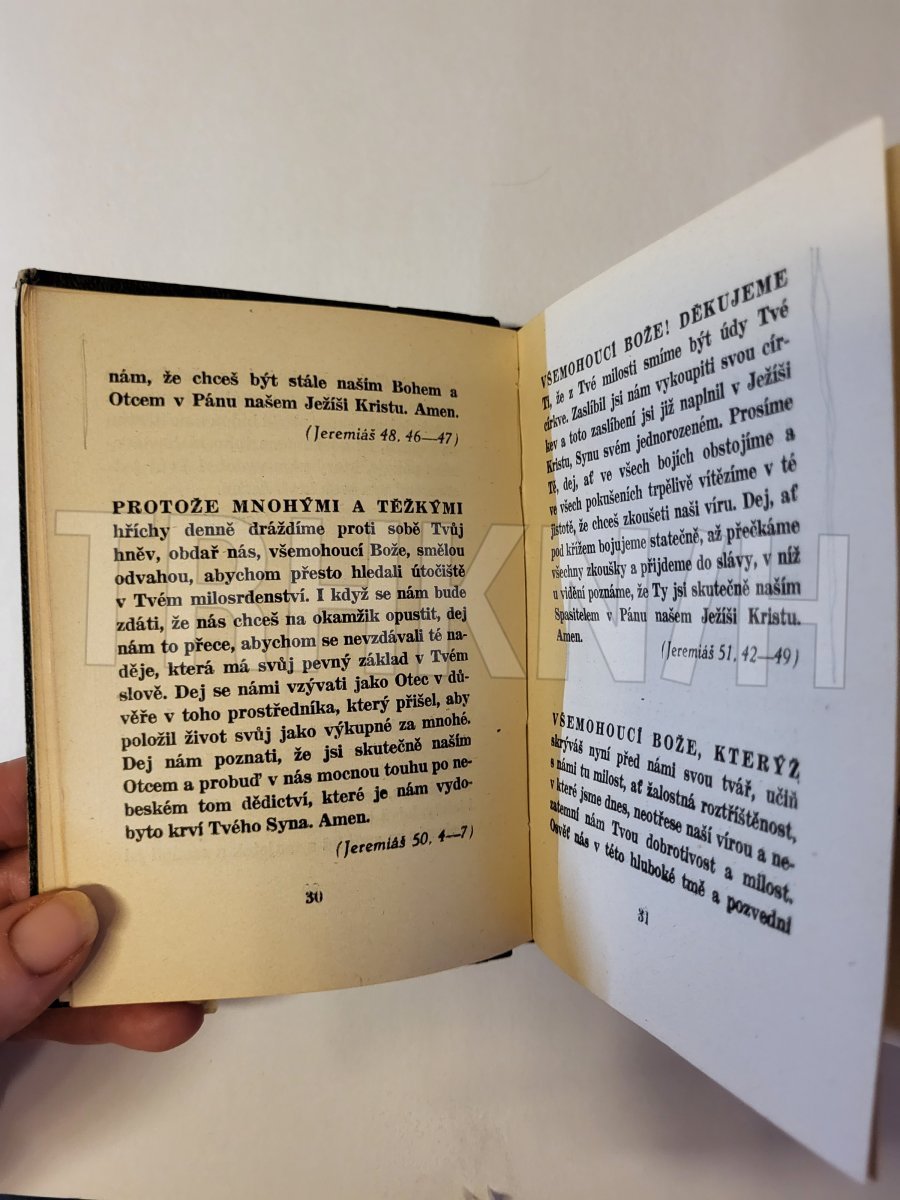 nám, že chceš být stále naším Bohem a
Otcem v Pánu našem Ježíši Kristu. Amen.
(Jeremiáš 48, 46—47)
PROTOŽE MNOHÝMI A TĚŽKÝMI
hříchy denně dráždíme proti sobě Tvůj
hněv, obdař nás, všemohoucí Bože, smělou
odvahou, abychom přesto hledali útočiště
v Tvém milosrdenství. I když se nám bude
zdáti, že nás chceš na okamžik opustit, dej
nám to přece, abychom se nevzdávali té na-
děje, která má svůj pevný základ v Tvém
slově. Dej se námi vzývati jako Otec v dů-
věře v toho prostředníka, který přišel, aby
položil život svůj jako výkupné za mnohé.
Dej nám poznati, že jsi skutečně naším
Otcem a probuď v nás mocnou touhu po ne-
beském tom dědictví, které je nám vydo-
byto krví Tvého Syna. Amen.
(Jeremiáš 50, 4—7)
30
VŠEMOHOUCÍ BOŽE! DĚKUJEME
Ti, že z Tvé milosti smíme být údy Tvé
církve. Zaslíbil jsi nám vykoupiti svou cír-
kev a toto zaslíbení jsi již naplnil v Ježíši
Kristu, Synu svém jednorozeném. Prosíme
Tě, dej, ať ve všech bojích obstojíme a
ve všech pokušeních trpělivě vítězíme v té
jistotě, že chceš zkoušeti naši víru. Dej, ať
pod křížem bojujeme statečně, až přečkáme
všechny zkoušky a přijdeme do slávy, v níž
u vidění poznáme, že Ty jsi skutečně naším
Spasitelem v Pánu našem Ježíši Kristu.
Amen.
(Jeremiáš 51, 42—49)
VŠEMOHOUCÍ BOŽE, KTERÝŽ
skrýváš nyní před námi svou tvář, učiň
s námi tu milost, ať žalostná roztříštěnost,
v které jsme dnes, neotřese naší vírou a ne-
zatemní nám Tvou dobrotivost a milost.
Osvěť nás v této hluboké tmě a pozvedni
31